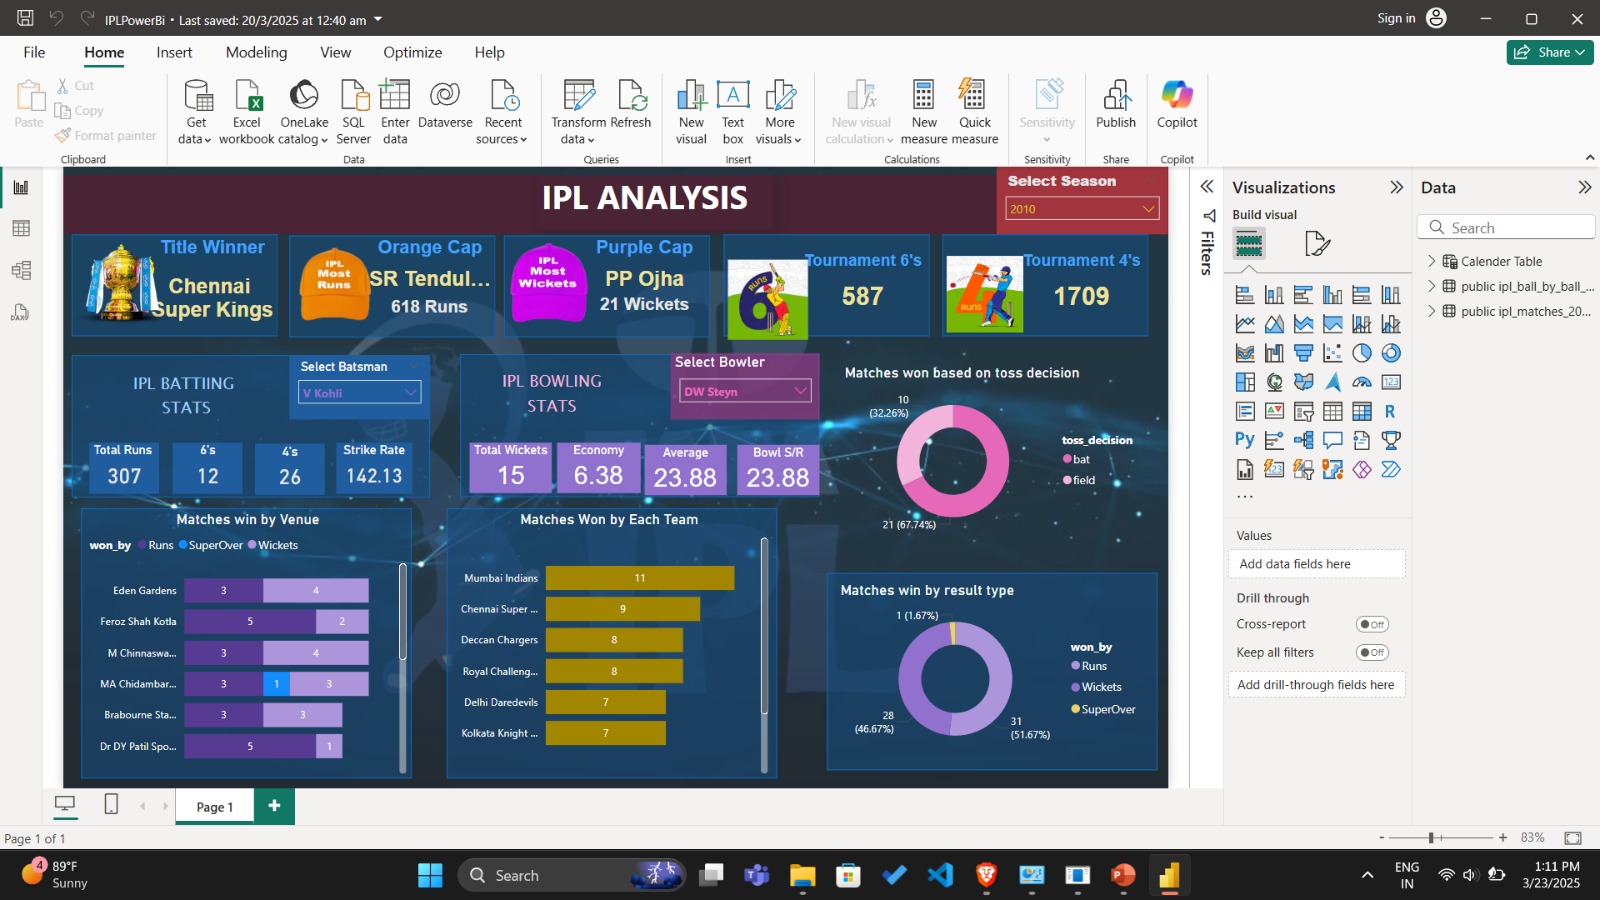 IPLPowerBi • Last saved: 20/3/2025 at 12:40 am
Sign in
File Home Insert Modeling View Optimize Help
Share
Paste
Cut
Copy
Format painter
Clipboard
Get data
Excel workbook
OneLake catalog
SQL Server
Enter data
Dataverse
Recent sources
Data
Transform data
Refresh
Queries
New visual
Text box
More visuals
Insert
New visual calculation
New measure
Quick measure
Calculations
Sensitivity
Sensitivity
Publish
Share
Copilot
Copilot
IPL ANALYSIS
Select Season
2010
Title Winner
Chennai
Super Kings
IPL
Most
Runs
Orange Cap
SR Tendul...
618 Runs
IPL
Most
Wickets
Purple Cap
PP Ojha
21 Wickets
RUNS
Tournament 6's
587
RUNS
Tournament 4's
1709
IPL BATTIING
STATS
Select Batsman
V Kohli
Total Runs
307
6's
12
4's
26
Strike Rate
142.13
IPL BOWLING
STATS
Select Bowler
DW Steyn
Total Wickets
15
Economy
6.38
Average
23.88
Bowl S/R
23.88
Matches won based on toss decision
10
(32.26%)
21 (67.74%)
toss_decision
bat
field
Matches win by Venue
won_by Runs SuperOver Wickets
Eden Gardens 3 4
Feroz Shah Kotla 5 2
M Chinnaswa... 3 4
MA Chidambar... 3 1 3
Brabourne Sta... 3 3
Dr DY Patil Spo... 5 1
Matches Won by Each Team
Mumbai Indians 11
Chennai Super ... 9
Deccan Chargers 8
Royal Challeng... 8
Delhi Daredevils 7
Kolkata Knight ... 7
Matches win by result type
1 (1.67%)
28
(46.67%)
31
(51.67%)
won_by
Runs
Wickets
SuperOver
Filters
Visualizations
Build visual
123
R
Py
...
Values
Add data fields here
Drill through
Cross-report Off
Keep all filters Off
Add drill-through fields here
Data
Search
Calender Table
public ipl_ball_by_ball_...
public ipl_matches_20...
Page 1
Page 1 of 1
83%
4
89°F
Sunny
Search
ENG
IN
1:11 PM
3/23/2025